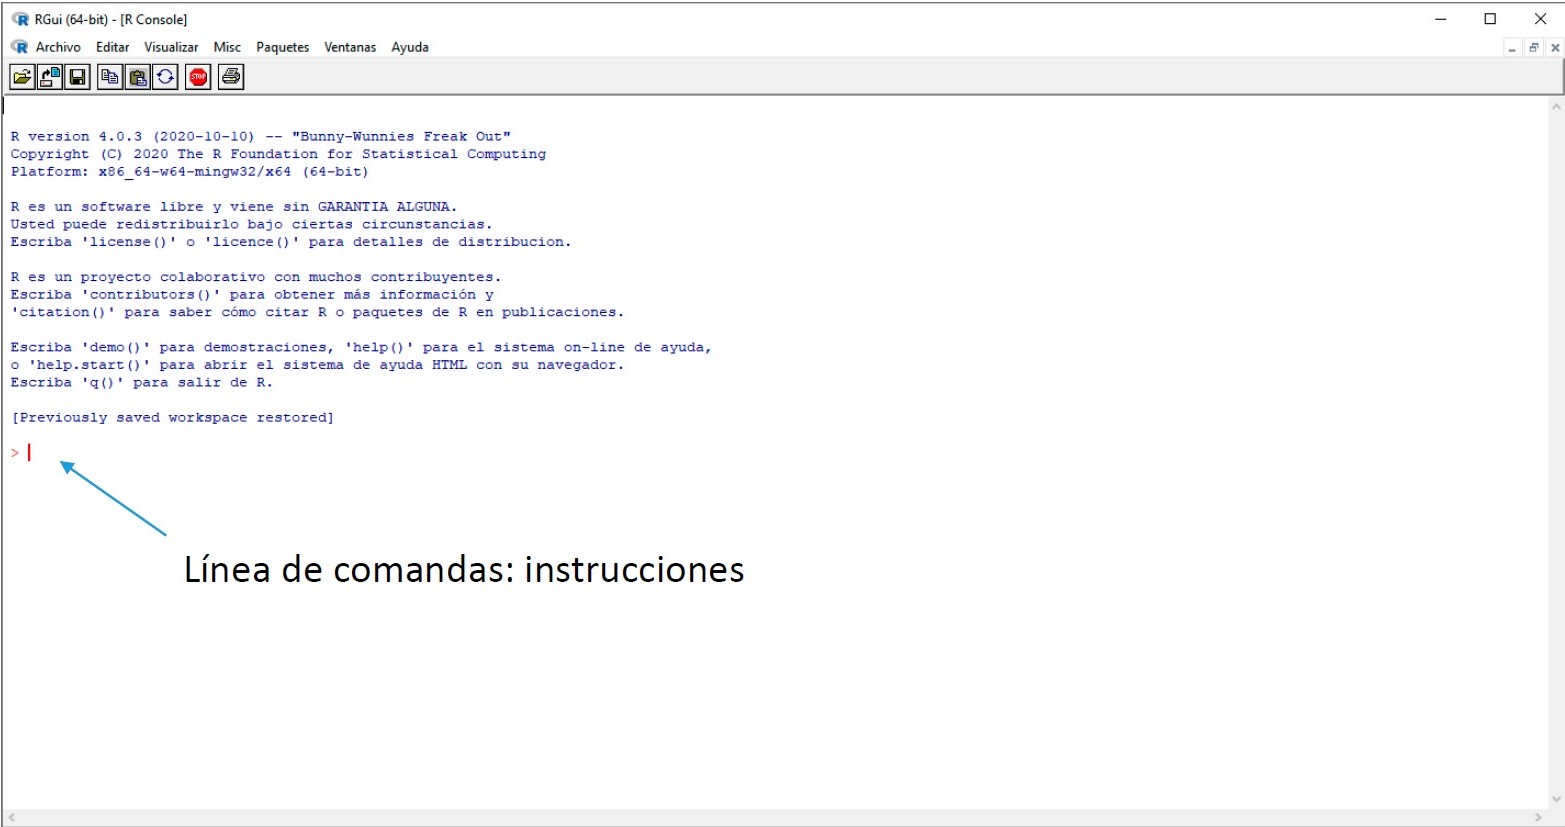 RGui (64-bit) - [R Console]
Archivo Editar Visualizar Misc Paquetes Ventanas Ayuda
STOP
R version 4.0.3 (2020-10-10) -- "Bunny-Wunnies Freak Out"
Copyright (C) 2020 The R Foundation for Statistical Computing
Platform: x86_64-w64-mingw32/x64 (64-bit)
R es un software libre y viene sin GARANTIA ALGUNA.
Usted puede redistribuirlo bajo ciertas circunstancias.
Escriba 'license()' o 'licence()' para detalles de distribucion.
R es un proyecto colaborativo con muchos contribuyentes.
Escriba 'contributors()' para obtener más información y
'citation()' para saber cómo citar R o paquetes de R en publicaciones.
Escriba 'demo()' para demostraciones, 'help()' para el sistema on-line de ayuda,
o 'help.start()' para abrir el sistema de ayuda HTML con su navegador.
Escriba 'q()' para salir de R.
[Previously saved workspace restored]
>
Línea de comandas: instrucciones